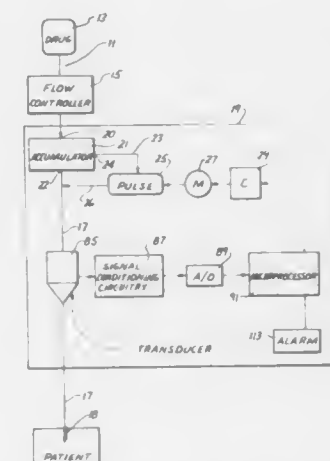 13
DRUG
11
15
FLOW
CONTROLLER
19
20
21
23
ACCUMULATOR
24
25
27
29
22
PULSE
M
C
26
17
85
87
89
SIGNAL
CONDITIONING
CIRCUITRY
A/D
MICROPROCESSOR
91
TRANSDUCER
113
ALARM
17
18
PATIENT